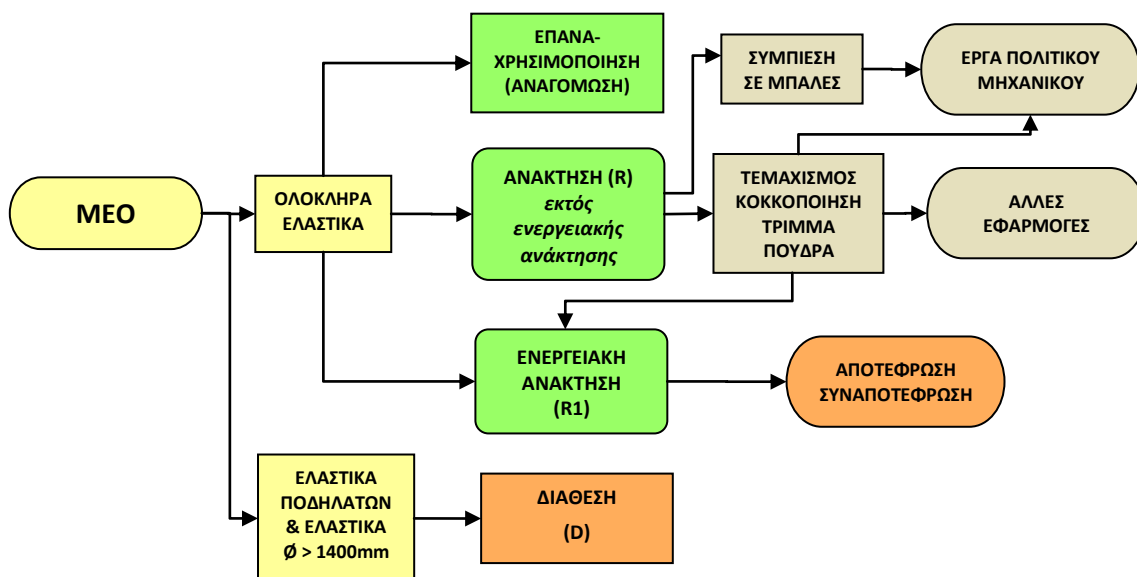 ΕΠΑΝΑ-
ΧΡΗΣΙΜΟΠΟΙΗΣΗ
(ΑΝΑΓΟΜΩΣΗ)
ΣΥΜΠΙΕΣΗ
ΣΕ ΜΠΑΛΕΣ
ΕΡΓΑ ΠΟΛΙΤΙΚΟΥ
ΜΗΧΑΝΙΚΟΥ
ΜΕΟ
ΟΛΟΚΛΗΡΑ
ΕΛΑΣΤΙΚΑ
ΑΝΑΚΤΗΣΗ (R)
εκτός
ενεργειακής
ανάκτησης
ΤΕΜΑΧΙΣΜΟΣ
ΚΟΚΚΟΠΟΙΗΣΗ
ΤΡΙΜΜΑ
ΠΟΥΔΡΑ
ΑΛΛΕΣ
ΕΦΑΡΜΟΓΕΣ
ΕΝΕΡΓΕΙΑΚΗ
ΑΝΑΚΤΗΣΗ
(R1)
ΑΠΟΤΕΦΡΩΣΗ
ΣΥΝΑΠΟΤΕΦΡΩΣΗ
ΕΛΑΣΤΙΚΑ
ΠΟΔΗΛΑΤΩΝ
& ΕΛΑΣΤΙΚΑ
Ø > 1400mm
ΔΙΑΘΕΣΗ
(D)